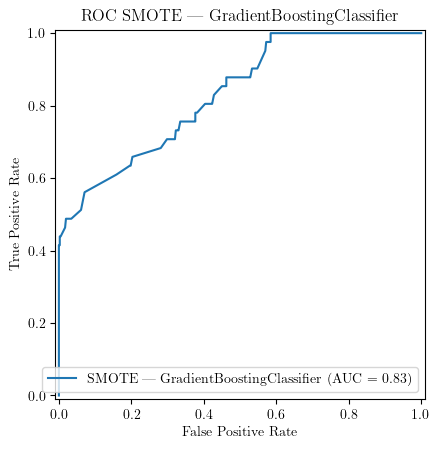 ROC SMOTE — GradientBoostingClassifier
1.0
0.8
0.6
0.4
0.2
0.0
True Positive Rate
SMOTE — GradientBoostingClassifier (AUC = 0.83)
0.0 0.2 0.4 0.6 0.8 1.0
False Positive Rate